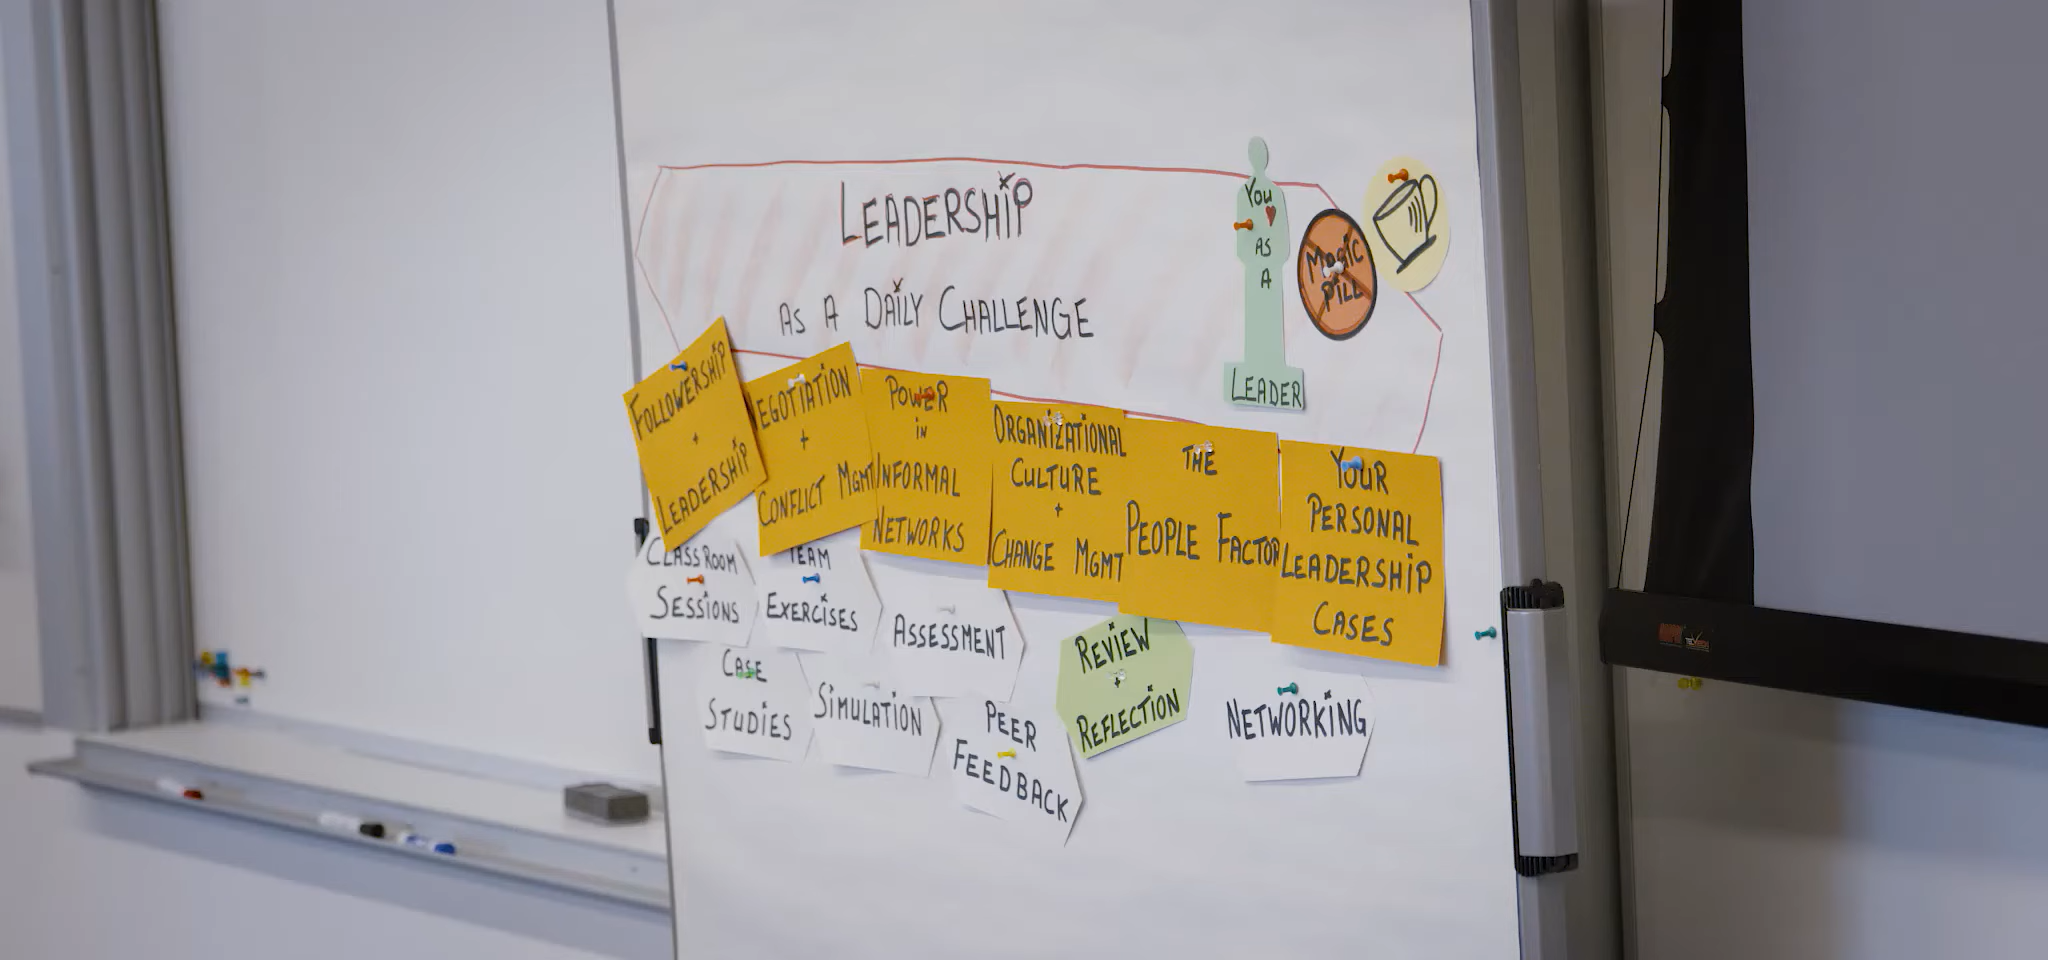 LEADERSHIP
AS A DAILY CHALLENGE
YOU
AS
A
LEADER
MAGIC
PILL
FOLLOWERSHIP
+
LEADERSHIP
EGOTIATION
+
CONFLICT MGMT
POWER
IN
INFORMAL
NETWORKS
ORGANIZATIONAL
CULTURE
+
CHANGE MGMT
THE
PEOPLE FACTOR
YOUR
PERSONAL
LEADERSHIP
CASES
CLASSROOM
SESSIONS
TEAM
EXERCISES
ASSESSMENT
REVIEW
+
REFLECTION
NETWORKING
CASE
STUDIES
SIMULATION
PEER
FEEDBACK